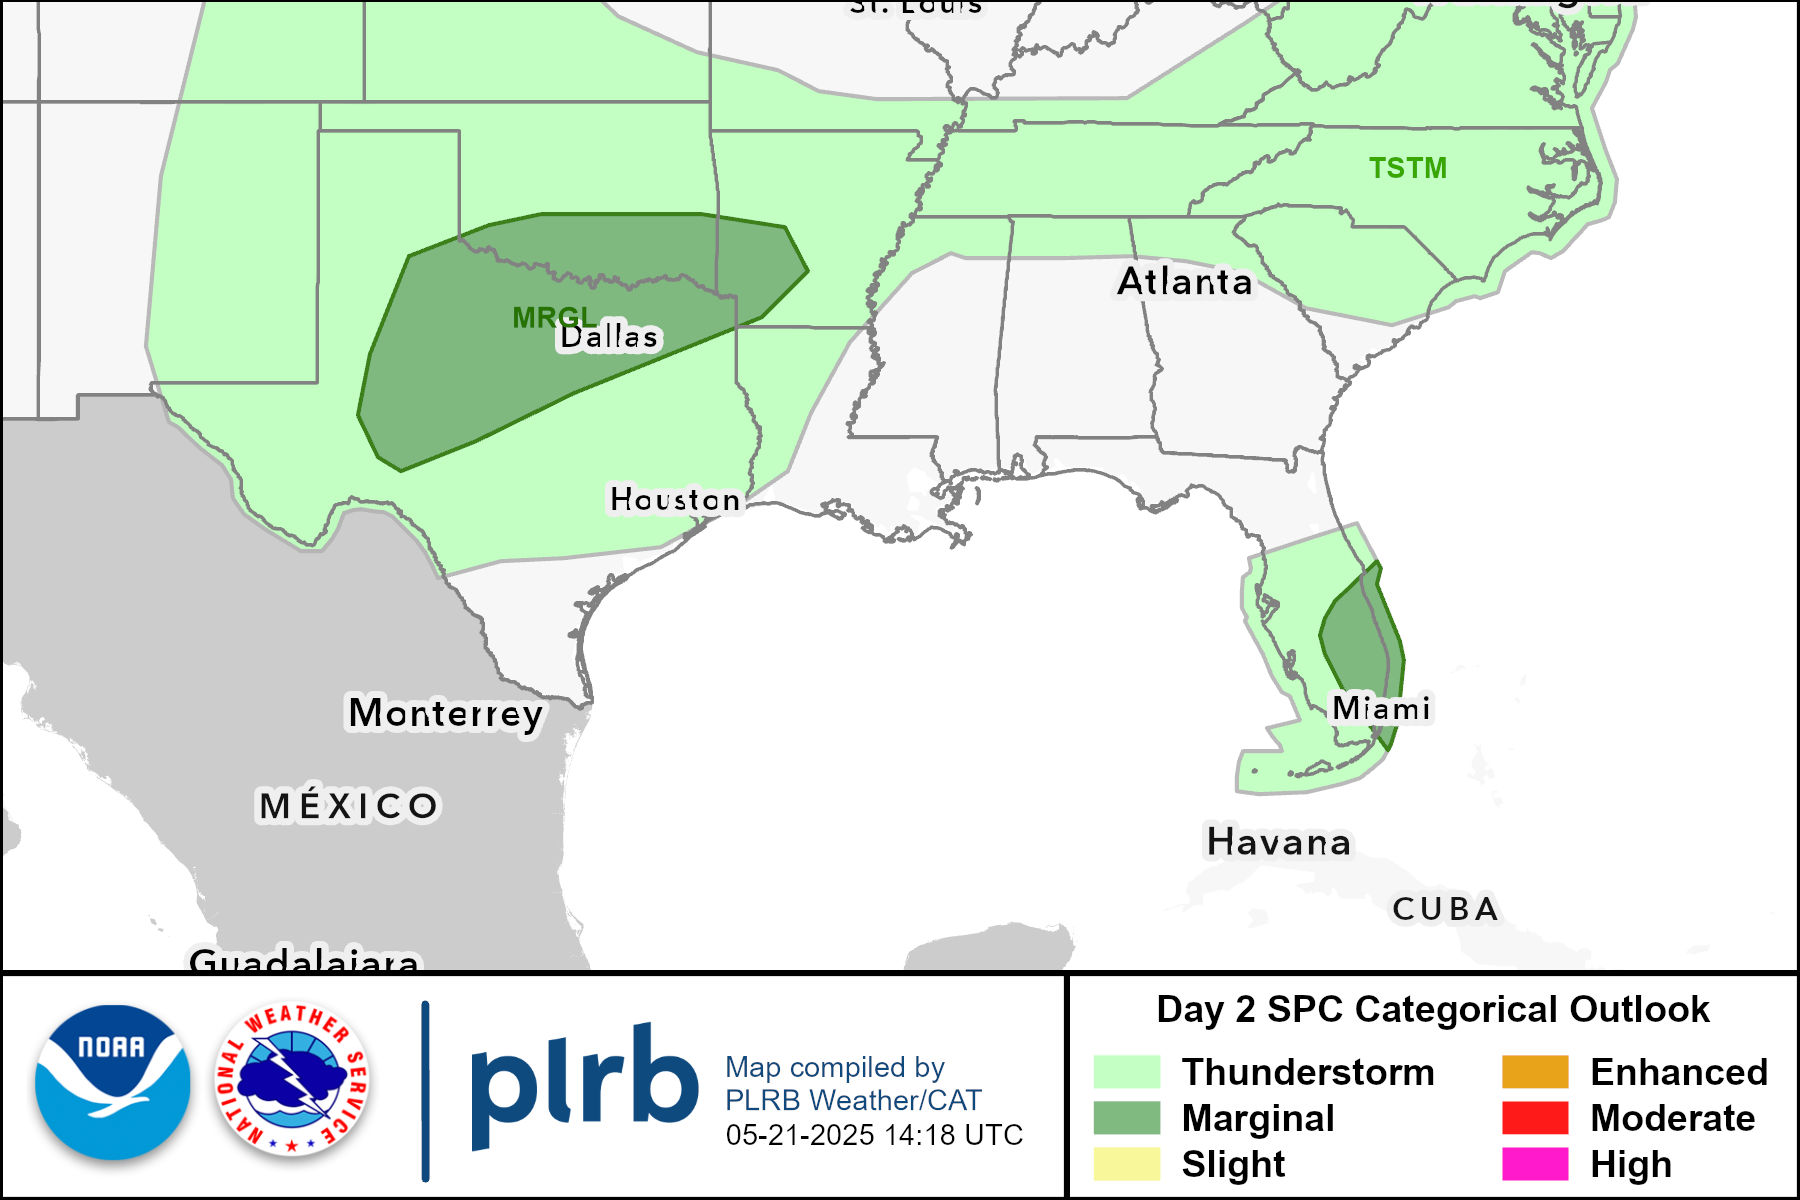 St. Louis
TSTM
Atlanta
MRGL
Dallas
Houston
Miami
Monterrey
MÉXICO
Havana
CUBA
Guadalajara
NOAA
NATIONAL WEATHER SERVICE
plrb
Map compiled by
PLRB Weather/CAT
05-21-2025 14:18 UTC
Day 2 SPC Categorical Outlook
Thunderstorm
Marginal
Slight
Enhanced
Moderate
High